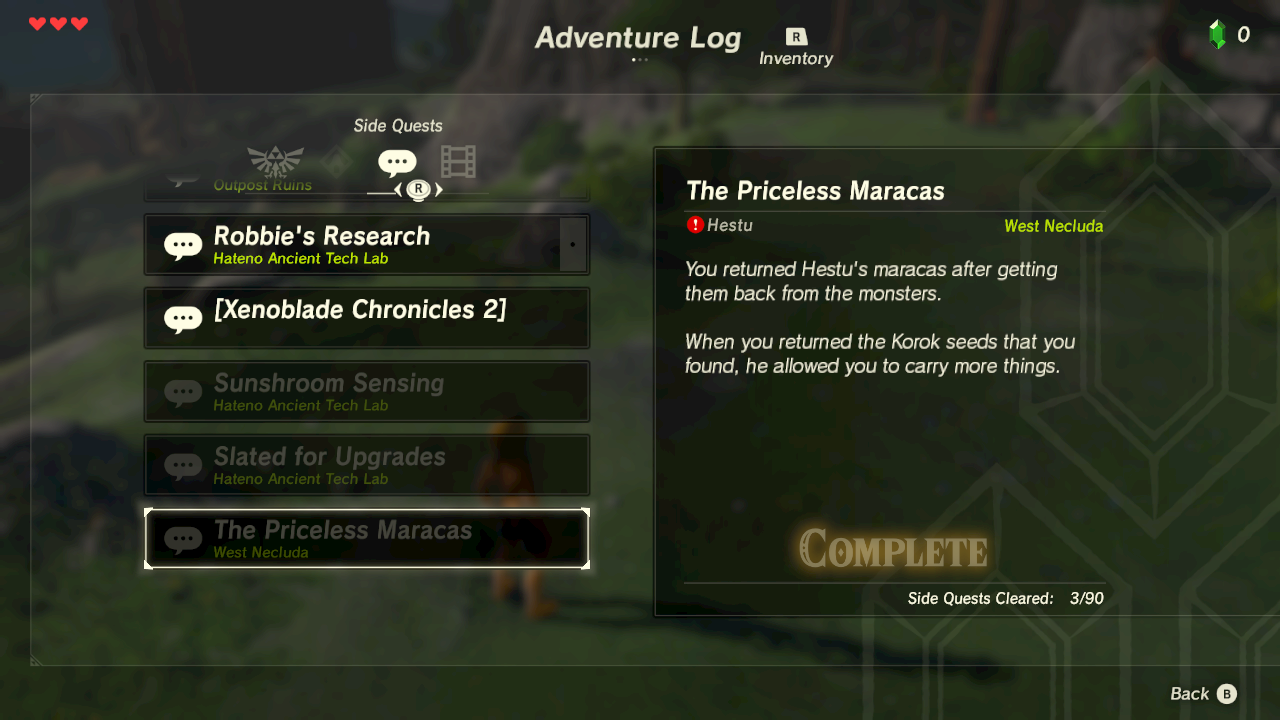 Adventure Log
R
Inventory
0
Side Quests
R
Outpost Ruins
Robbie's Research
Hateno Ancient Tech Lab
[Xenoblade Chronicles 2]
Sunshroom Sensing
Hateno Ancient Tech Lab
Slated for Upgrades
Hateno Ancient Tech Lab
The Priceless Maracas
West Necluda
The Priceless Maracas
Hestu
West Necluda
You returned Hestu's maracas after getting
them back from the monsters.
When you returned the Korok seeds that you
found, he allowed you to carry more things.
COMPLETE
Side Quests Cleared: 3/90
Back B